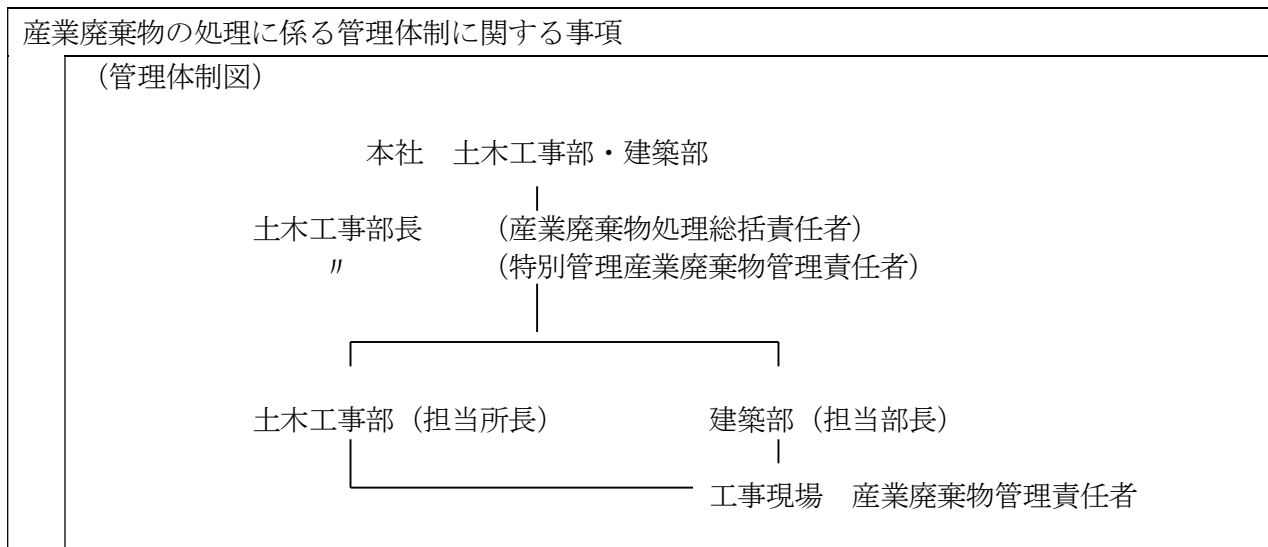 産業廃棄物の処理に係る管理体制に関する事項
（管理体制図）
本社　土木工事部・建築部
土木工事部長　　（産業廃棄物処理総括責任者）
〃　　（特別管理産業廃棄物管理責任者）
土木工事部（担当所長）　　建築部（担当部長）
工事現場　産業廃棄物管理責任者